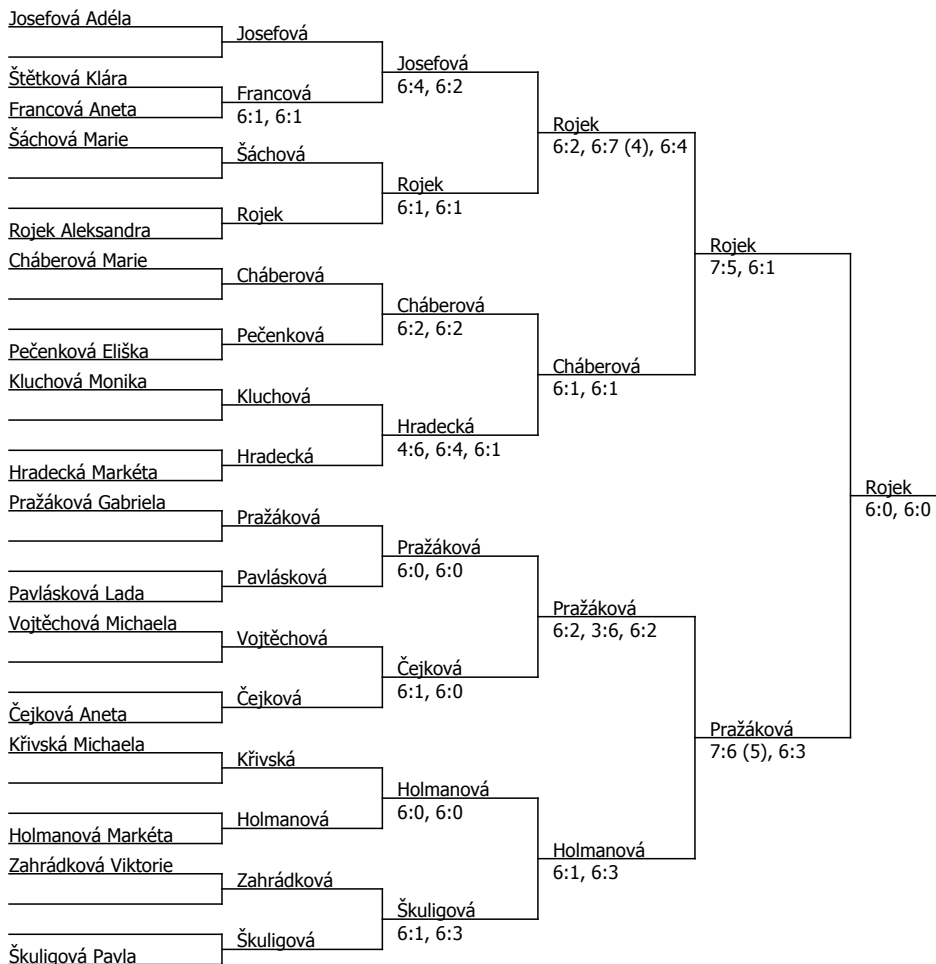 Josefová Adéla
Štětková Klára
Francová Aneta
Šáchová Marie
Rojek Aleksandra
Cháberová Marie
Pečenková Eliška
Kluchová Monika
Hradecká Markéta
Pražáková Gabriela
Pavlásková Lada
Vojtěchová Michaela
Čejková Aneta
Křivská Michaela
Holmanová Markéta
Zahrádková Viktorie
Škuligová Pavla
Josefová
Francová
6:1, 6:1
Šáchová
Rojek
Cháberová
Pečenková
Kluchová
Hradecká
Pražáková
Pavlásková
Vojtěchová
Čejková
Křivská
Holmanová
Zahrádková
Škuligová
Josefová
6:4, 6:2
Rojek
6:1, 6:1
Cháberová
6:2, 6:2
Hradecká
4:6, 6:4, 6:1
Pražáková
6:0, 6:0
Čejková
6:1, 6:0
Holmanová
6:0, 6:0
Škuligová
6:1, 6:3
Rojek
6:2, 6:7 (4), 6:4
Cháberová
6:1, 6:1
Pražáková
6:2, 3:6, 6:2
Holmanová
6:1, 6:3
Rojek
7:5, 6:1
Pražáková
7:6 (5), 6:3
Rojek
6:0, 6:0